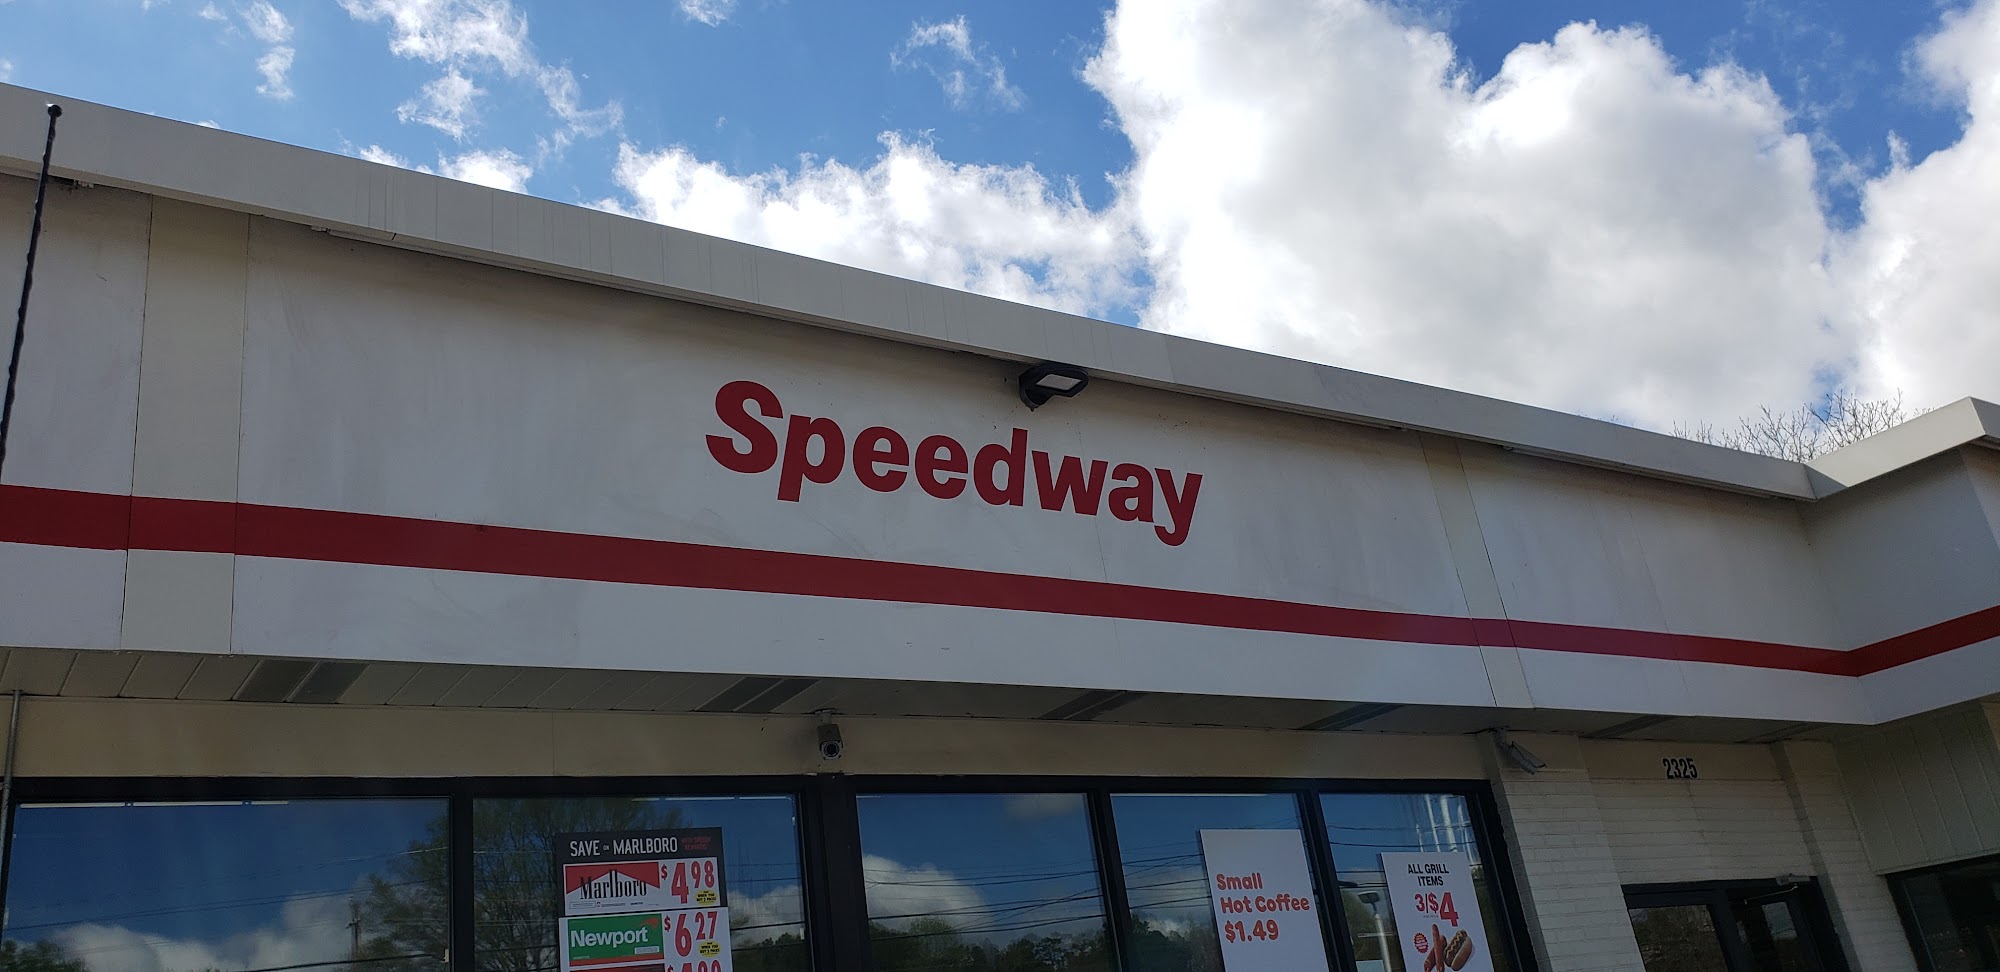 Speedway
2325
SAVE ON MARLBORO
Marlboro
$4.98
Newport
$6.27
Small
Hot Coffee
$1.49
ALL GRILL
ITEMS
3/$4